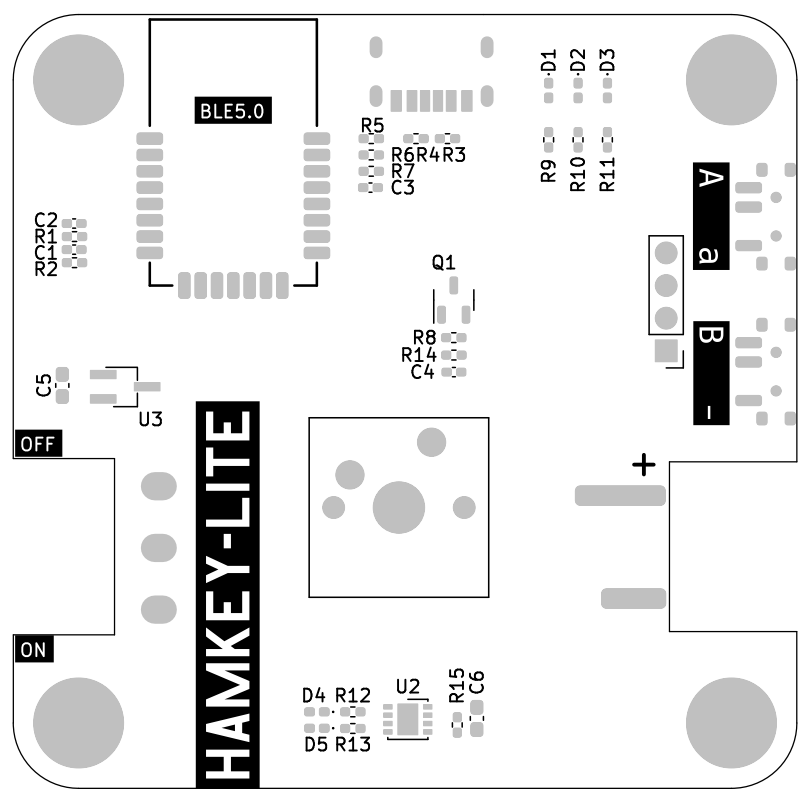 BLE5.0
D1
D2
D3
R5
R6R4R3
R7
C3
R9
R10
R11
A a
C2
R1
C1
R2
Q1
R8
R14
C4
B -
C5
U3
OFF
+
HAMKEY-LITE
ON
D4 R12
D5 R13
U2
R15
C6